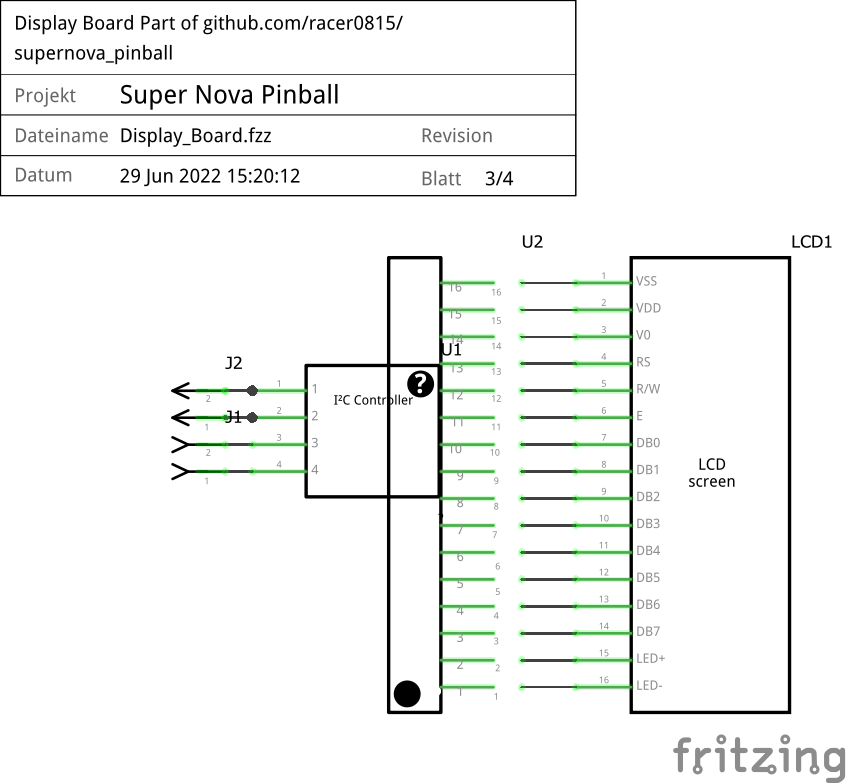 Display Board Part of github.com/racer0815/
supernova_pinball
Projekt Super Nova Pinball
Dateiname Display_Board.fzz Revision
Datum 29 Jun 2022 15:20:12 Blatt 3/4
U2 LCD1
16 16 1 VSS
15 15 2 VDD
14 14 3 V0
U1
J2 13 13 4 RS
2 1 1 12 12 5 R/W
I²C Controller ?
J1 1 2 2 11 11 6 E
2 3 3 10 10 7 DB0
1 4 4 9 9 8 DB1
LCD
screen
8 8 9 DB2
7 7 10 DB3
6 6 11 DB4
5 5 12 DB5
4 4 13 DB6
3 3 14 DB7
2 2 15 LED+
1 1 16 LED-
fritzing